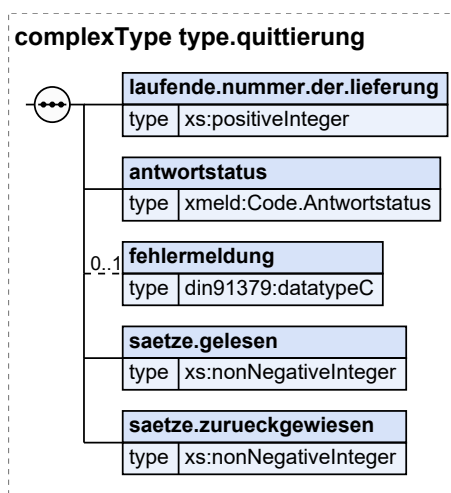 complexType type.quittierung
laufende.nummer.der.lieferung
type xs:positiveInteger
antwortstatus
type xmeld:Code.Antwortstatus
0..1 fehlermeldung
type din91379:datatypeC
saetze.gelesen
type xs:nonNegativeInteger
saetze.zurueckgewiesen
type xs:nonNegativeInteger